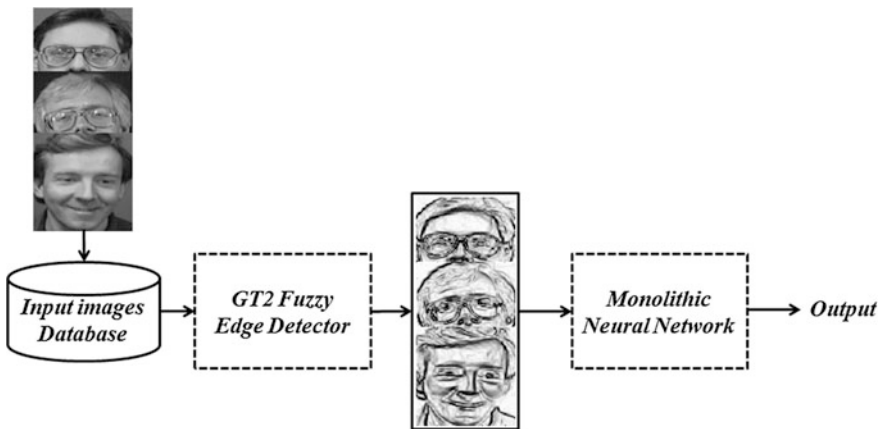 Input images
Database
GT2 Fuzzy
Edge Detector
Monolithic
Neural Network
Output